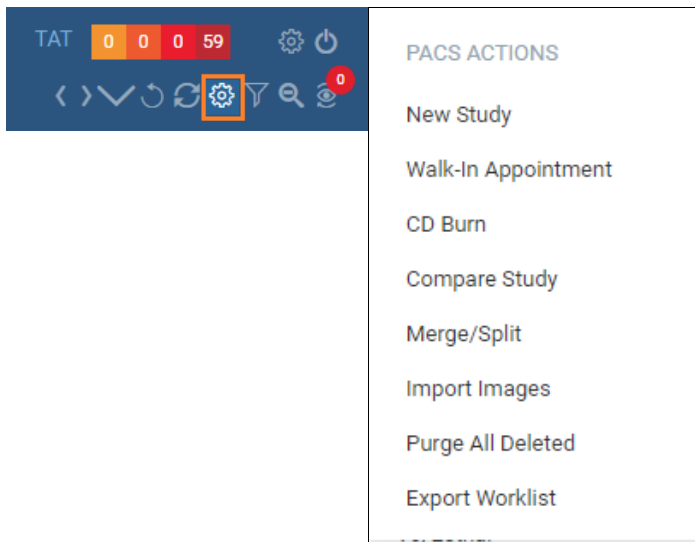 TAT 0 0 0 59
0
PACS ACTIONS
New Study
Walk-In Appointment
CD Burn
Compare Study
Merge/Split
Import Images
Purge All Deleted
Export Worklist